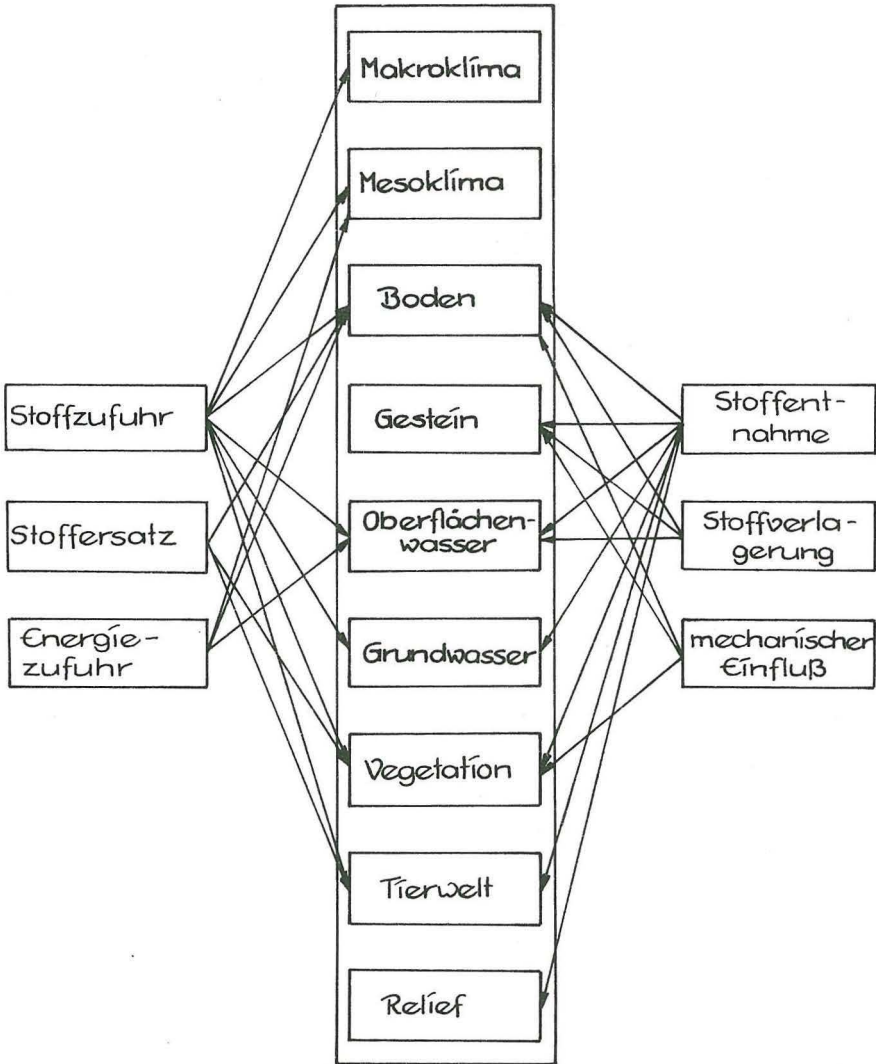 Makroklima
Mesoklima
Boden
Gestein
Oberflächen-
wasser
Grundwasser
Vegetation
Tierwelt
Relief
Stoffzufuhr
Stoffersatz
Energie-
zufuhr
Stoffent-
nahme
Stoffverla-
gerung
mechanischer
Einfluß